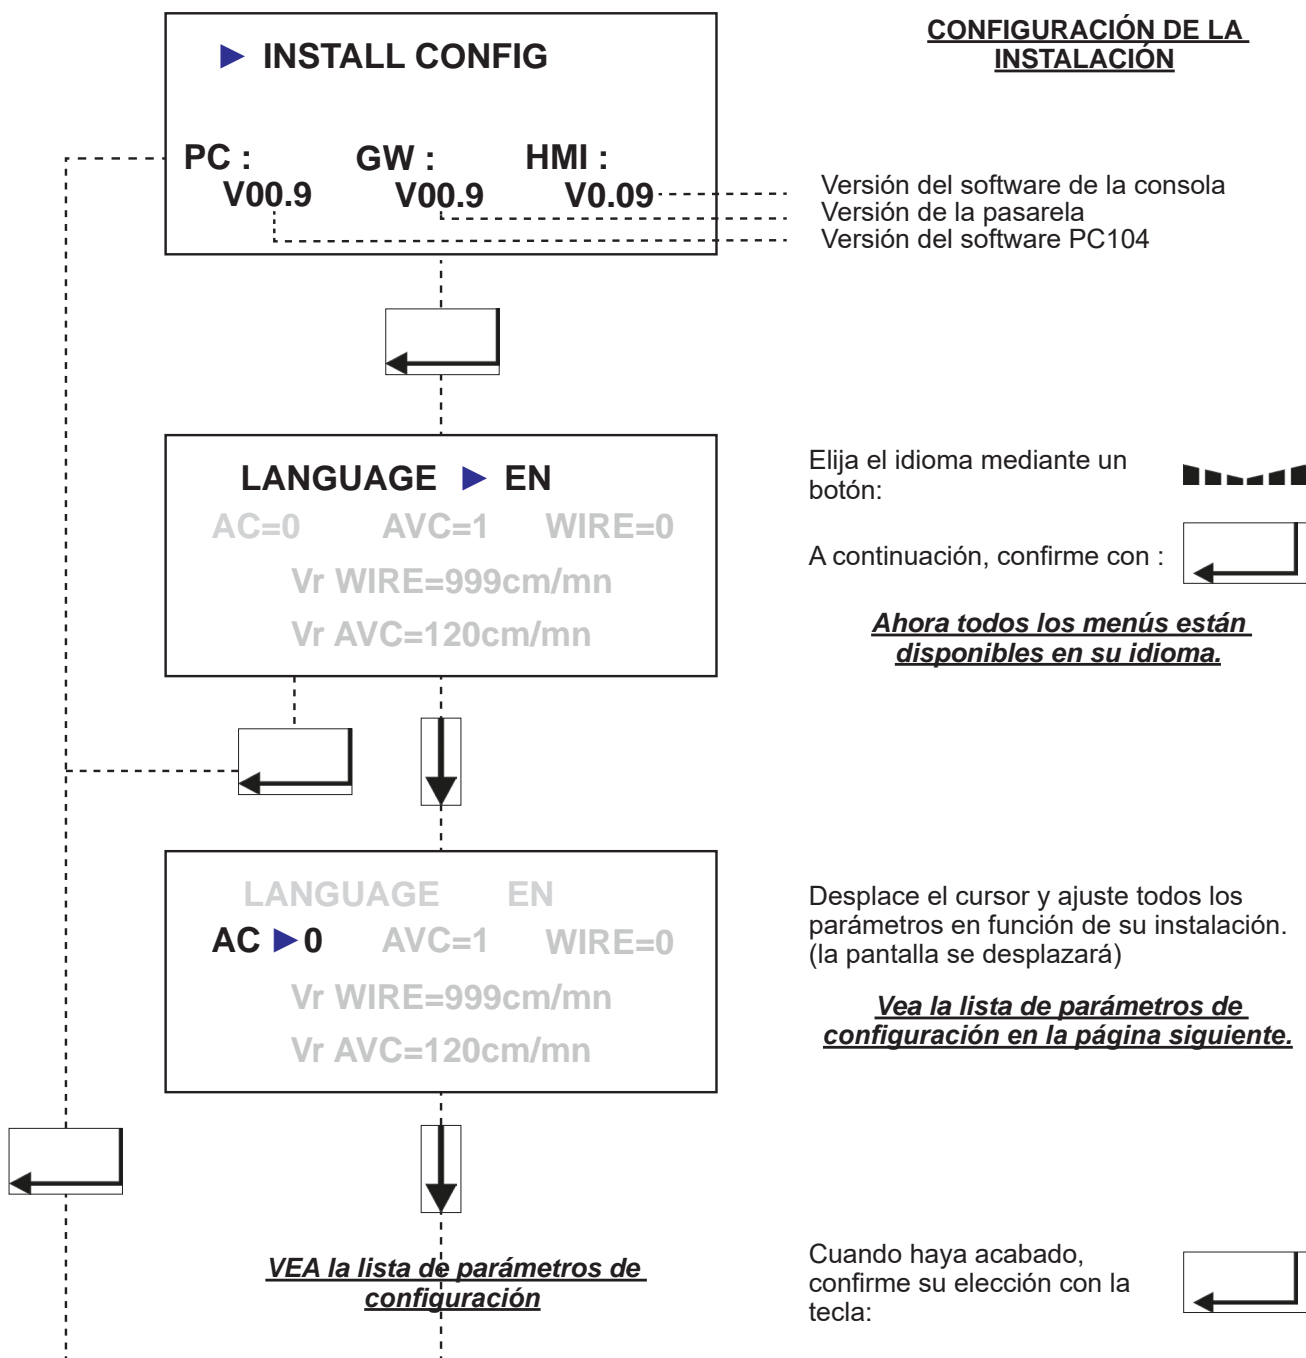 CONFIGURACIÓN DE LA
INSTALACIÓN
► INSTALL CONFIG
PC : GW : HMI :
V00.9 V00.9 V0.09
Versión del software de la consola
Versión de la pasarela
Versión del software PC104
LANGUAGE ► EN
AC=0 AVC=1 WIRE=0
Vr WIRE=999cm/mn
Vr AVC=120cm/mn
Elija el idioma mediante un
botón:
A continuación, confirme con :
Ahora todos los menús están
disponibles en su idioma.
LANGUAGE EN
AC ►0 AVC=1 WIRE=0
Vr WIRE=999cm/mn
Vr AVC=120cm/mn
Desplace el cursor y ajuste todos los
parámetros en función de su instalación.
(la pantalla se desplazará)
Vea la lista de parámetros de
configuración en la página siguiente.
VEA la lista de parámetros de
configuración
Cuando haya acabado,
confirme su elección con la
tecla: